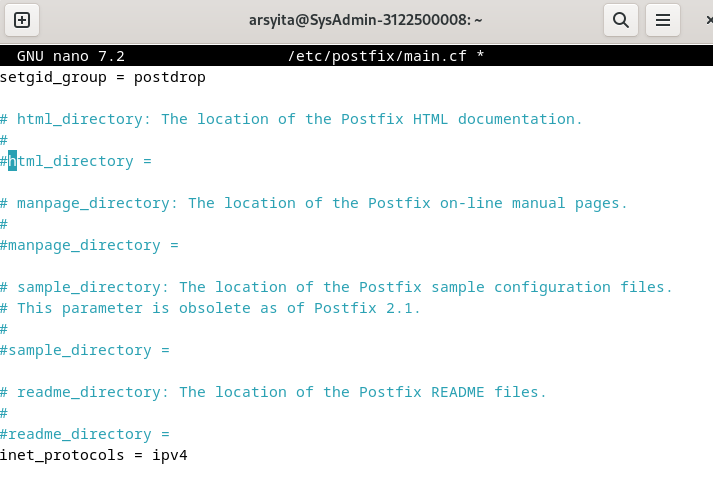 arsyita@SysAdmin-3122500008: ~
GNU nano 7.2 /etc/postfix/main.cf *
setgid_group = postdrop
# html_directory: The location of the Postfix HTML documentation.
#
#html_directory =
# manpage_directory: The location of the Postfix on-line manual pages.
#
#manpage_directory =
# sample_directory: The location of the Postfix sample configuration files.
# This parameter is obsolete as of Postfix 2.1.
#
#sample_directory =
# readme_directory: The location of the Postfix README files.
#
#readme_directory =
inet_protocols = ipv4